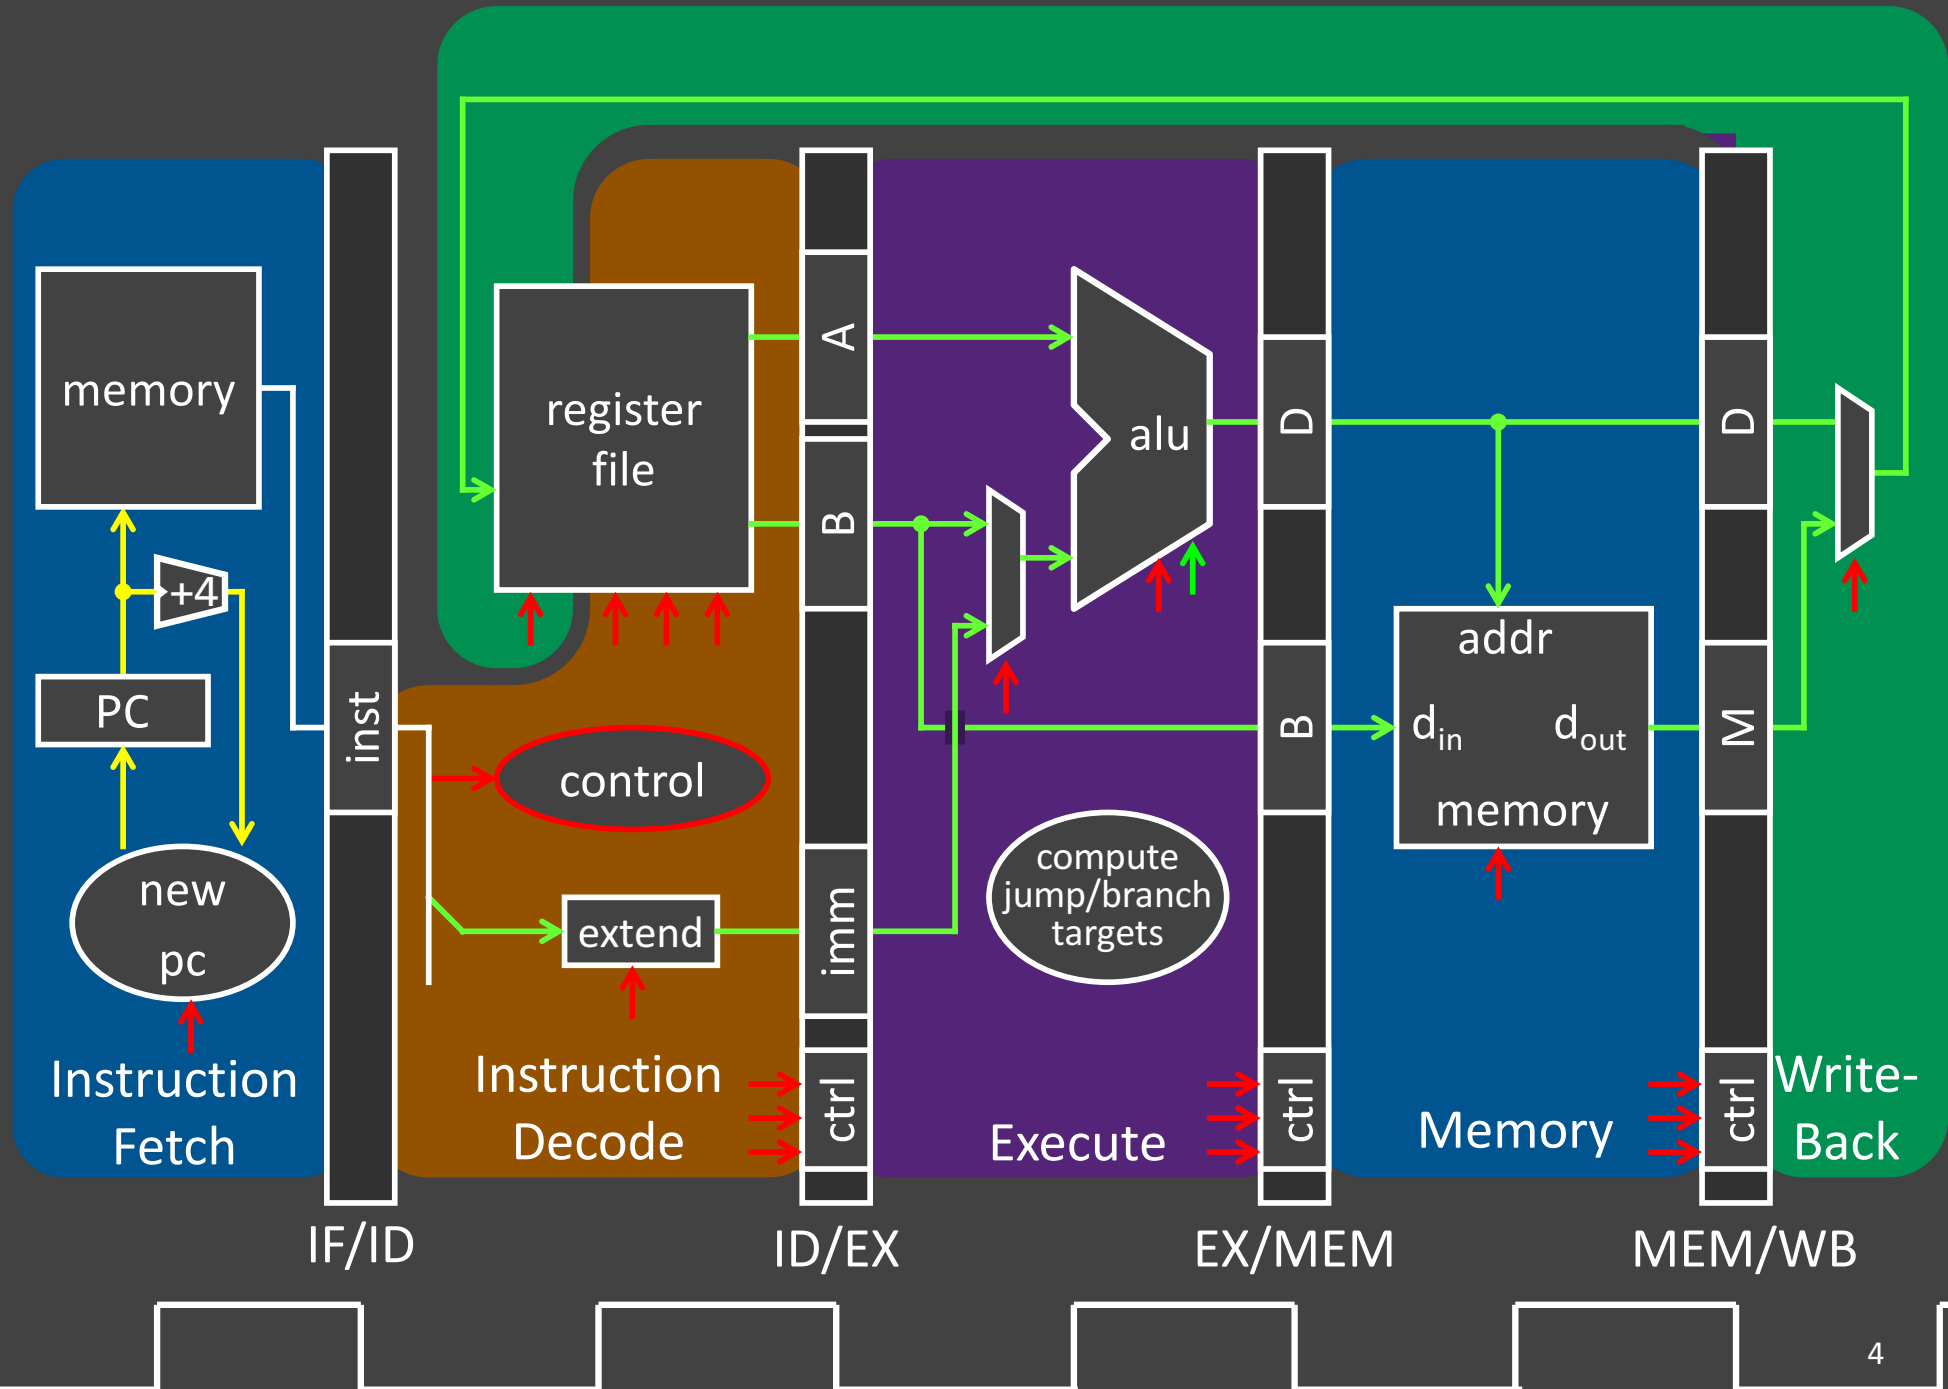 memory
+4
PC
new
pc
Instruction
Fetch
inst
IF/ID
register
file
control
extend
Instruction
Decode
A
B
imm
ctrl
ID/EX
alu
compute
jump/branch
targets
Execute
D
B
ctrl
EX/MEM
addr
din
dout
memory
Memory
D
M
ctrl
MEM/WB
Write-
Back
4